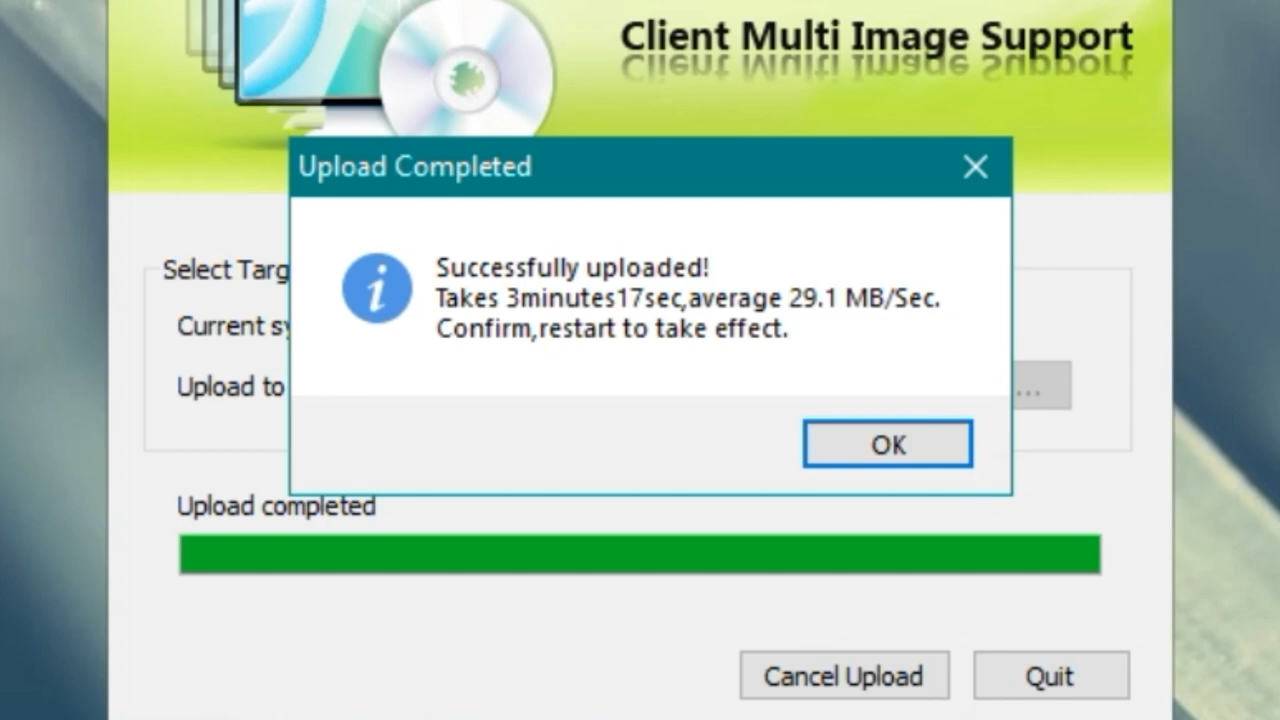 Client Multi Image Support
Upload Completed
Successfully uploaded!
Takes 3minutes17sec,average 29.1 MB/Sec.
Confirm,restart to take effect.
OK
Select Targ
Current sy
Upload to
...
Upload completed
Cancel Upload
Quit